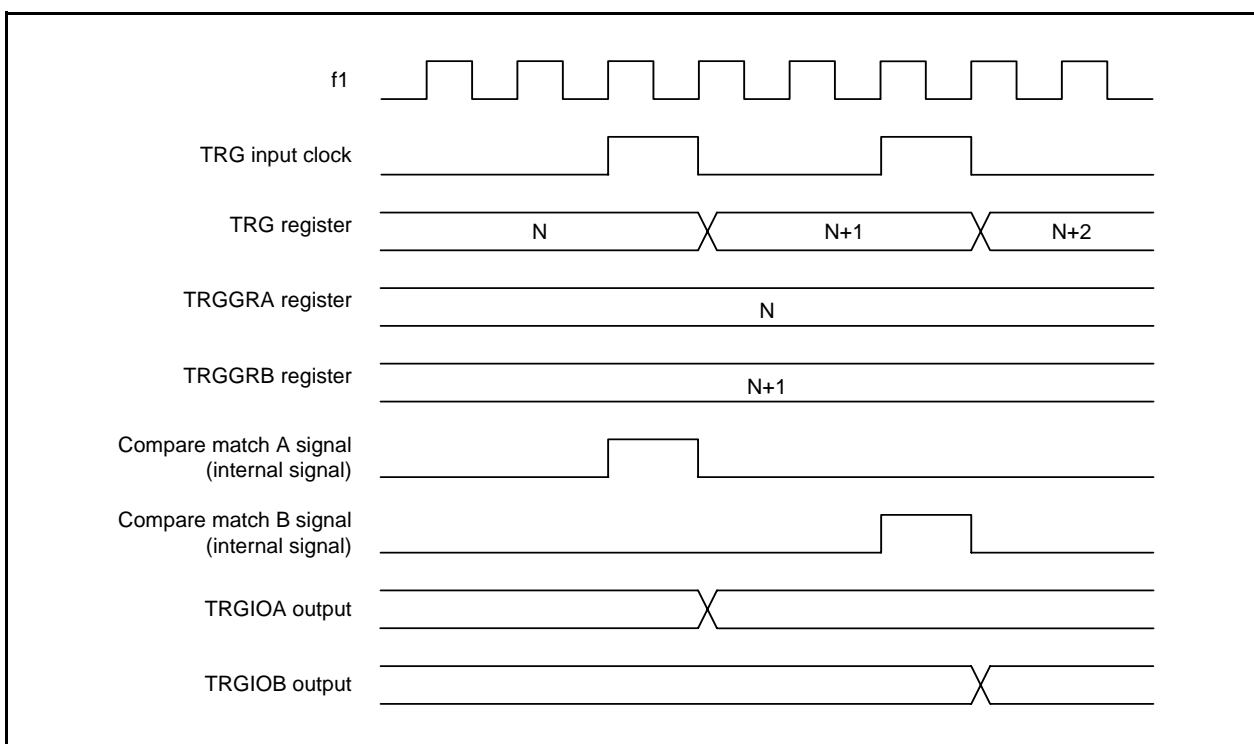 f1
TRG input clock
TRG register
N
N+1
N+2
TRGGRA register
N
TRGGRB register
N+1
Compare match A signal
(internal signal)
Compare match B signal
(internal signal)
TRGIOA output
TRGIOB output